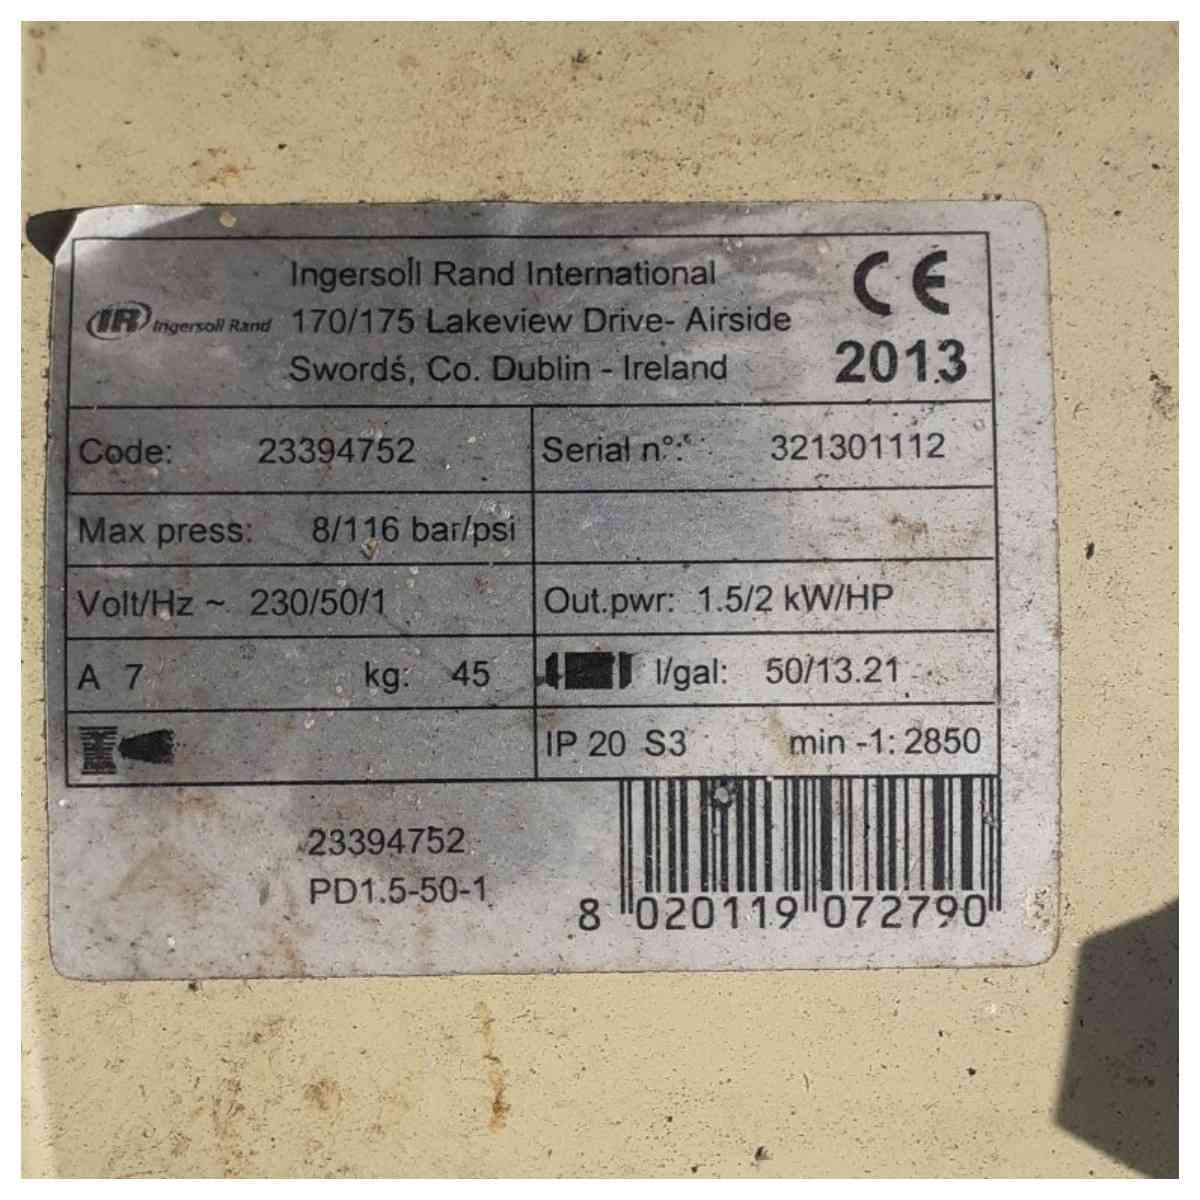 Ingersoll Rand International
IR Ingersoll Rand 170/175 Lakeview Drive- Airside
Swords, Co. Dublin - Ireland
CE
2013
Code: 23394752 Serial n°: 321301112
Max press: 8/116 bar/psi
Volt/Hz ~ 230/50/1 Out.pwr: 1.5/2 kW/HP
A 7 kg: 45 l/gal: 50/13.21
IP 20 S3 min -1: 2850
23394752
PD1.5-50-1
8 020119 072790